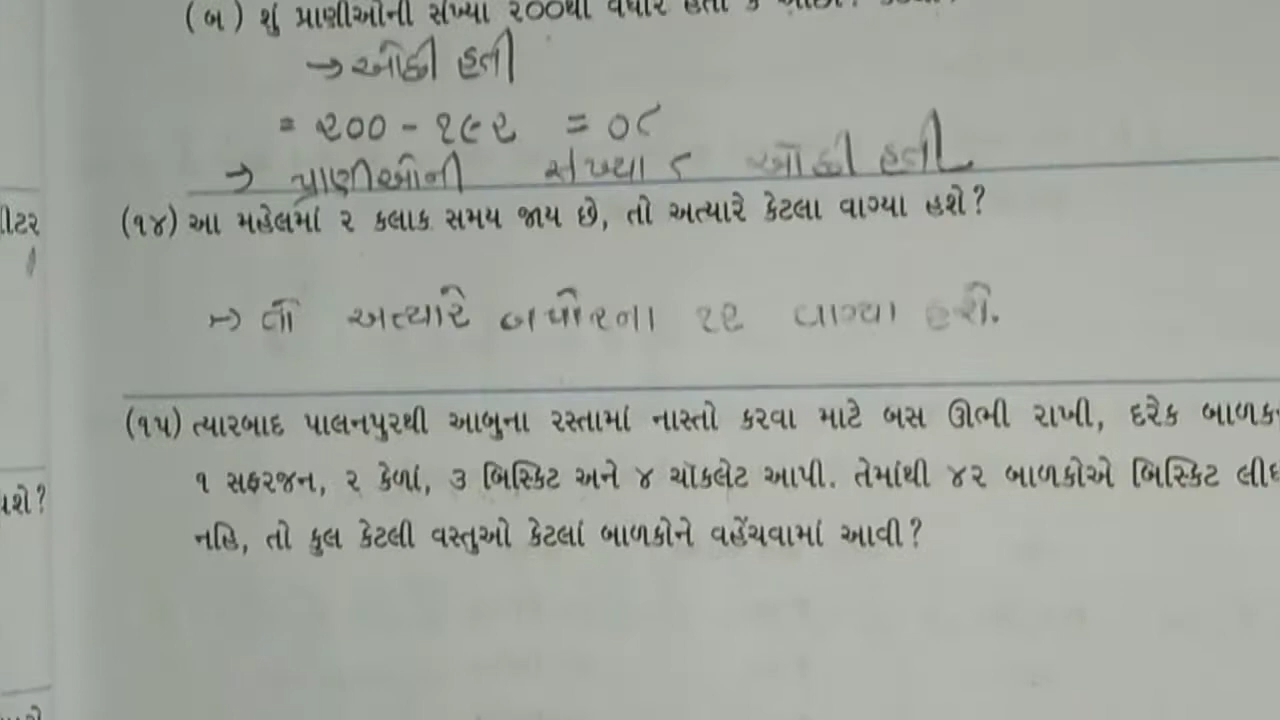 (બ) શું પ્રાણીઓની સંખ્યા ૨૦૦થી વધારે હતી કે
→ ઓછી હતી
= ૨૦૦ - ૧૯૨ = ૦૮
→ પ્રાણીઓની સંખ્યા ૮ ઓછી હતી
(૧૪) આ મહેલમાં ૨ કલાક સમય જાય છે, તો અત્યારે કેટલા વાગ્યા હશે?
→ તો અત્યારે બપોરના ૧૨ વાગ્યા હશે.
(૧૫) ત્યારબાદ પાલનપુરથી આબુના રસ્તામાં નાસ્તો કરવા માટે બસ ઊભી રાખી, દરેક
૧ સફરજન, ૨ કેળાં, ૩ બિસ્કિટ અને ૪ ચૉકલેટ આપી. તેમાંથી ૪૨ બાળકોએ બિસ્કિટ
નહિ, તો કુલ કેટલી વસ્તુઓ કેટલાં બાળકોને વહેંચવામાં આવી?